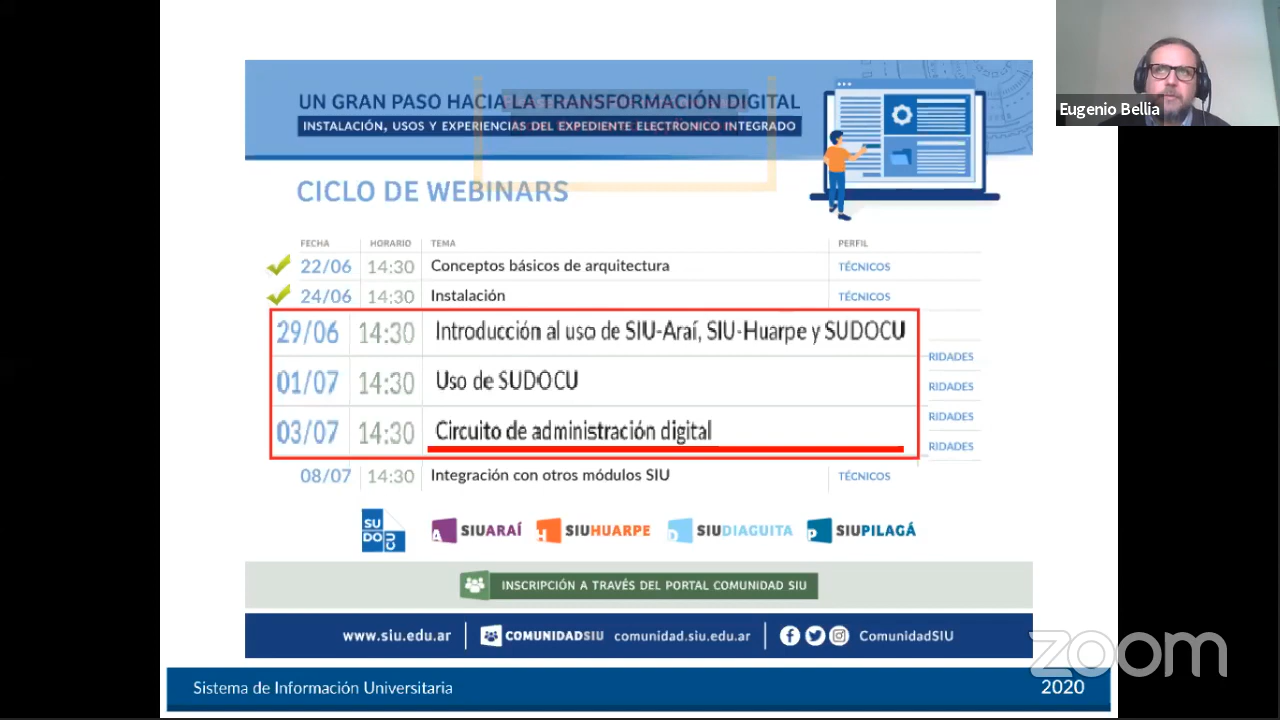 UN GRAN PASO HACIA LA TRANSFORMACIÓN DIGITAL
INSTALACIÓN, USOS Y EXPERIENCIAS DEL EXPEDIENTE ELECTRONICO INTEGRADO
Eugenio Bellia
CICLO DE WEBINARS
FECHA HORARIO TEMA PERFIL
22/06 14:30 Conceptos básicos de arquitectura TÉCNICOS
24/06 14:30 Instalación TÉCNICOS
29/06 14:30 Introducción al uso de SIU-Araí, SIU-Huarpe y SUDOCU
RIDADES
01/07 14:30 Uso de SUDOCU RIDADES
RIDADES
03/07 14:30 Circuito de administración digital
RIDADES
08/07 14:30 Integración con otros módulos SIU TÉCNICOS
SUDOCU A SIUARAÍ H SIUHUARPE D SIUDIAGUITA P SIUPILAGÁ
INSCRIPCIÓN A TRAVÉS DEL PORTAL COMUNIDAD SIU
www.siu.edu.ar COMUNIDADSIU comunidad.siu.edu.ar ComunidadSIU
zoom
Sistema de Información Universitaria 2020